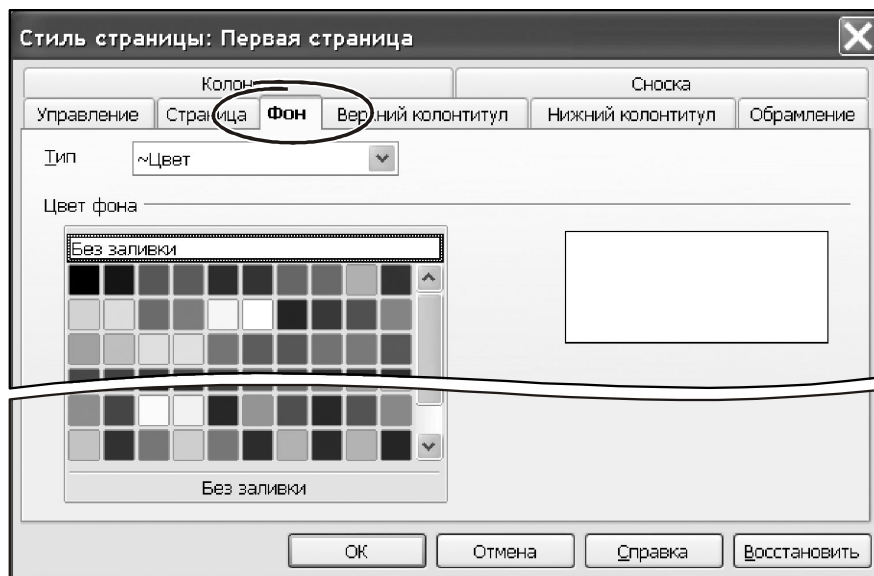 Стиль страницы: Первая страница
Колон
Сноска
Управление Страница Фон Верхний колонтитул Нижний колонтитул Обрамление
Тип ~Цвет
Цвет фона
Без заливки
Без заливки
ОК Отмена Справка Восстановить